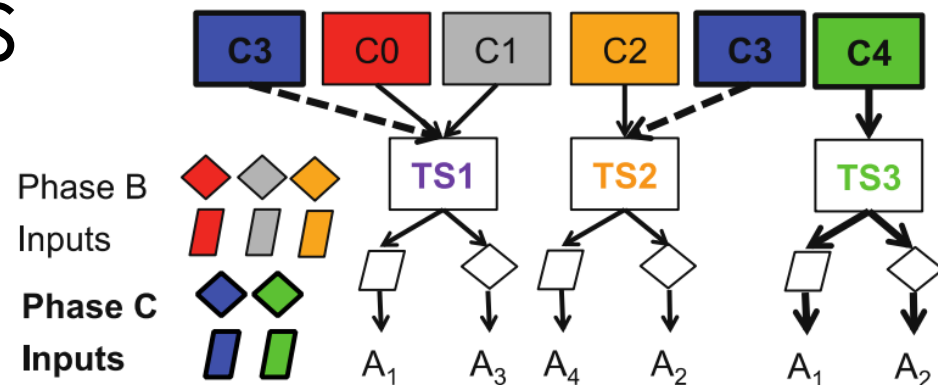 S
C3 C0 C1 C2 C3 C4
TS1 TS2 TS3
Phase B
Inputs
Phase C
Inputs
A₁ A₃ A₄ A₂ A₁ A₂